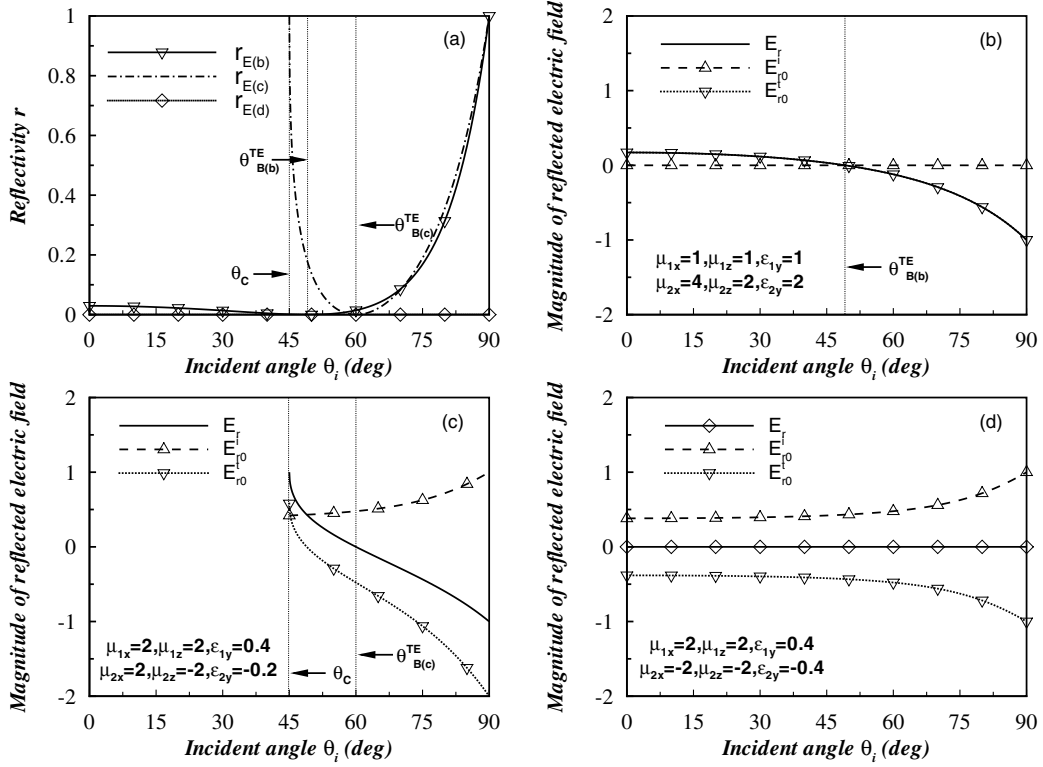 (a)
Reflectivity r
1
0.8
0.6
0.4
0.2
0
r_E(b)
r_E(c)
r_E(d)
θ^TE_B(b)
θ^TE_B(c)
θ_C
0 15 30 45 60 75 90
Incident angle θ_i (deg)
(b)
Magnitude of reflected electric field
2
1
0
-1
-2
E_r
E^i_r0
E^t_r0
μ_1x=1,μ_1z=1,ε_1y=1
μ_2x=4,μ_2z=2,ε_2y=2
θ^TE_B(b)
0 15 30 45 60 75 90
Incident angle θ_i (deg)
(c)
Magnitude of reflected electric field
2
1
0
-1
-2
E_r
E^i_r0
E^t_r0
μ_1x=2,μ_1z=2,ε_1y=0.4
μ_2x=2,μ_2z=-2,ε_2y=-0.2
θ^TE_B(c)
θ_C
0 15 30 45 60 75 90
Incident angle θ_i (deg)
(d)
Magnitude of reflected electric field
2
1
0
-1
-2
E_r
E^i_r0
E^t_r0
μ_1x=2,μ_1z=2,ε_1y=0.4
μ_2x=-2,μ_2z=-2,ε_2y=-0.4
0 15 30 45 60 75 90
Incident angle θ_i (deg)